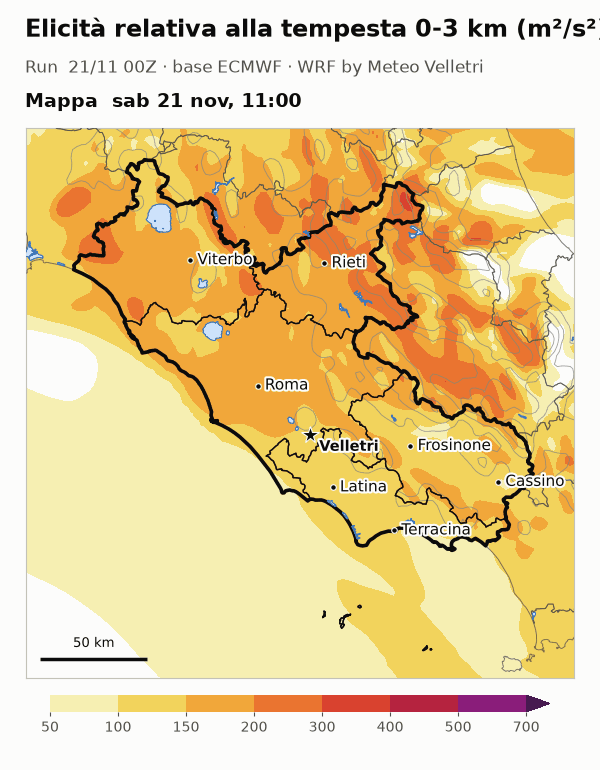 Elicità relativa alla tempesta 0-3 km (m²/s²)
Run 21/11 00Z · base ECMWF · WRF by Meteo Velletri
Mappa sab 21 nov, 11:00
Viterbo
Rieti
Roma
Velletri
Frosinone
Cassino
Latina
Terracina
50 km
50 100 150 200 300 400 500 700